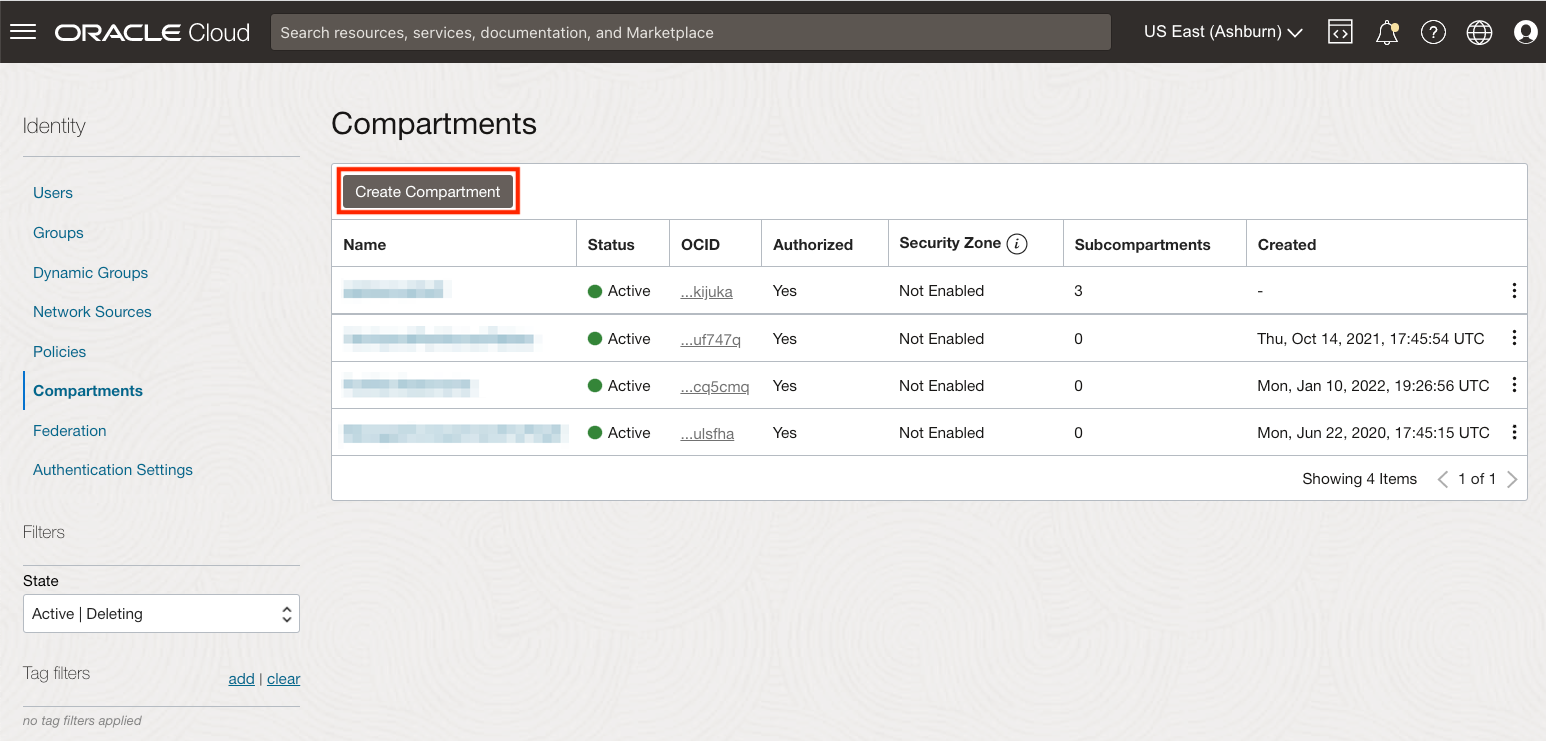 ORACLE Cloud
Search resources, services, documentation, and Marketplace
US East (Ashburn)
Identity
Users
Groups
Dynamic Groups
Network Sources
Policies
Compartments
Federation
Authentication Settings
Filters
State
Active | Deleting
Tag filters
add | clear
no tag filters applied
Compartments
Create Compartment
Name Status OCID Authorized Security Zone i Subcompartments Created
Active ...kijuka Yes Not Enabled 3 -
Active ...uf747q Yes Not Enabled 0 Thu, Oct 14, 2021, 17:45:54 UTC
Active ...cq5cmq Yes Not Enabled 0 Mon, Jan 10, 2022, 19:26:56 UTC
Active ...ulsfha Yes Not Enabled 0 Mon, Jun 22, 2020, 17:45:15 UTC
Showing 4 Items < 1 of 1 >